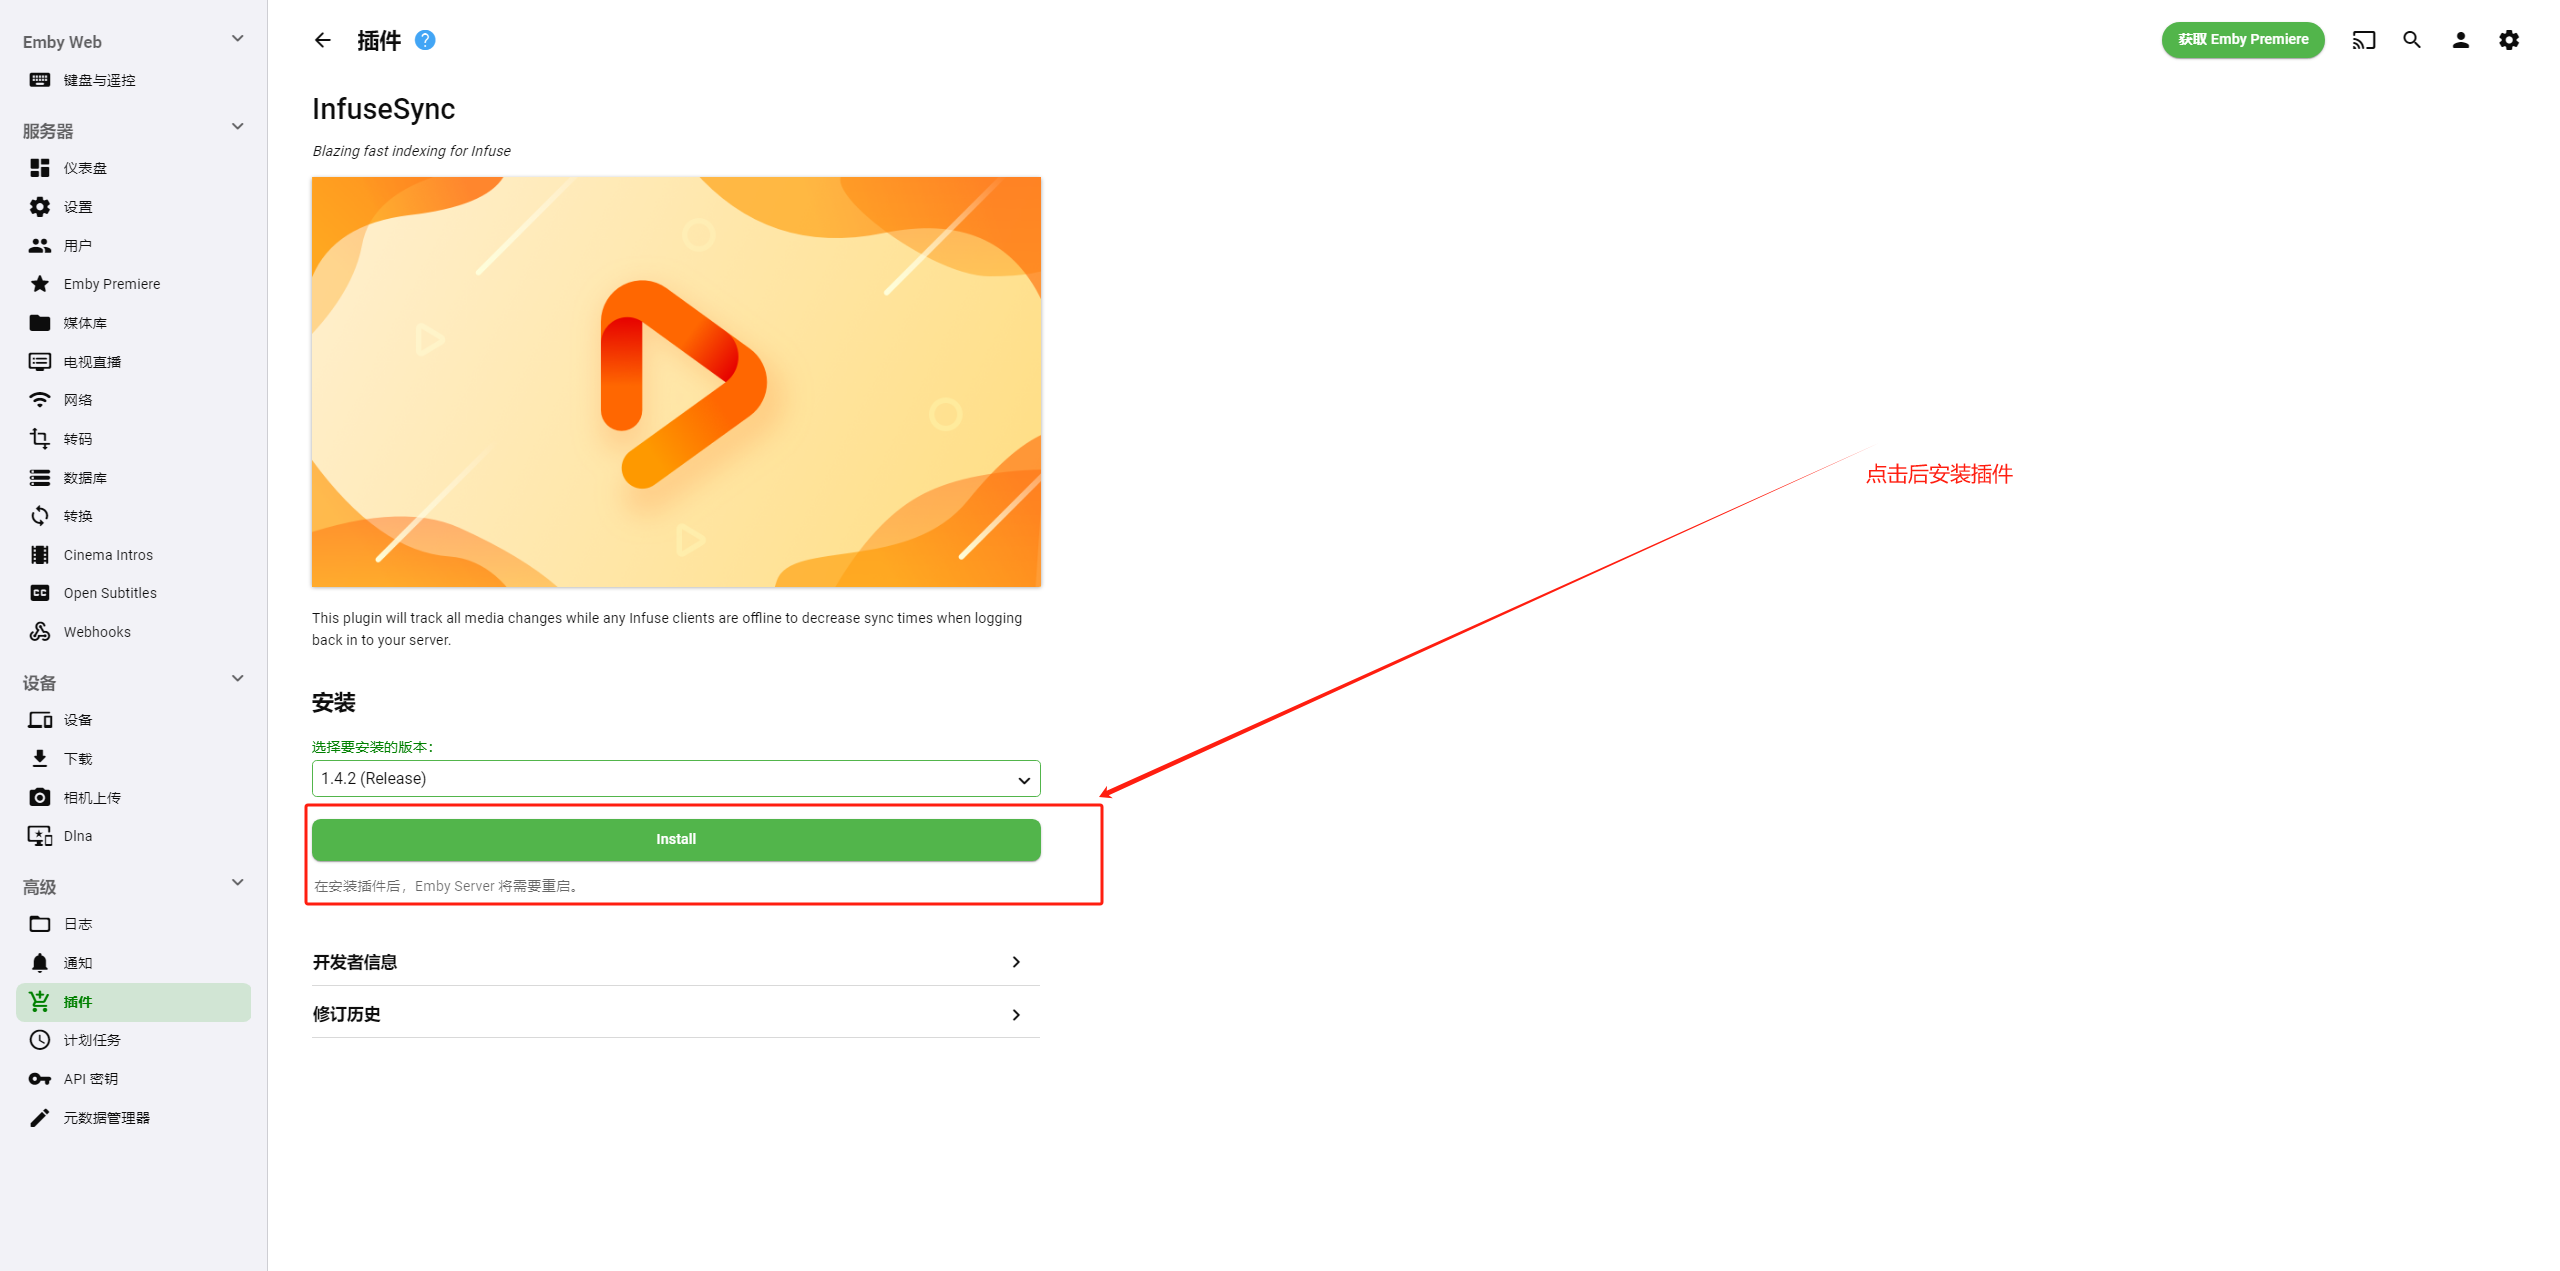 Emby Web
键盘与遥控
服务器
仪表盘
设置
用户
Emby Premiere
媒体库
电视直播
网络
转码
数据库
转换
Cinema Intros
Open Subtitles
Webhooks
设备
设备
下载
相机上传
Dlna
高级
日志
通知
插件
计划任务
API 密钥
元数据管理器
插件
?
获取 Emby Premiere
InfuseSync
Blazing fast indexing for Infuse
This plugin will track all media changes while any Infuse clients are offline to decrease sync times when logging
back in to your server.
安装
选择要安装的版本：
1.4.2 (Release)
Install
在安装插件后，Emby Server 将需要重启。
开发者信息
修订历史
点击后安装插件